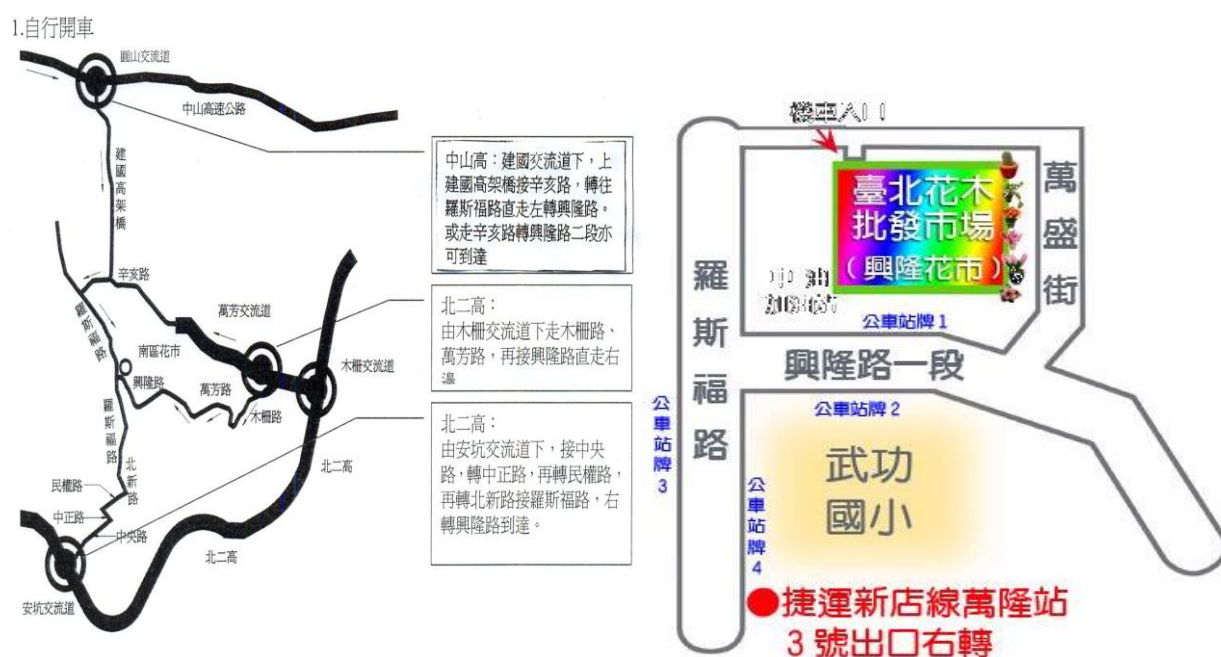 1.自行開車
圓山交流道
中山高速公路
建國高架橋
辛亥路
羅斯福路
萬芳交流道
南區花市
興隆路
萬芳路
木柵交流道
木柵路
羅斯福路
北新路
北二高
民權路
中正路
中央路
北二高
安坑交流道
中山高：建國交流道下，上
建國高架橋接辛亥路，轉往
羅斯福路直走左轉興隆路。
或走辛亥路轉興隆路二段亦
可到達
北二高：
由木柵交流道下走木柵路、
萬芳路，再接興隆路直走右
邊
北二高：
由安坑交流道下，接中央
路，轉中正路，再轉民權路，
再轉北新路接羅斯福路，右
轉興隆路到達。
機車入口
臺北花木
批發市場
（興隆花市）
萬盛街
羅斯福路
中油
加油站
公車站牌1
興隆路一段
公車站牌2
公車站牌3
武功
國小
公車站牌4
捷運新店線萬隆站
3號出口右轉